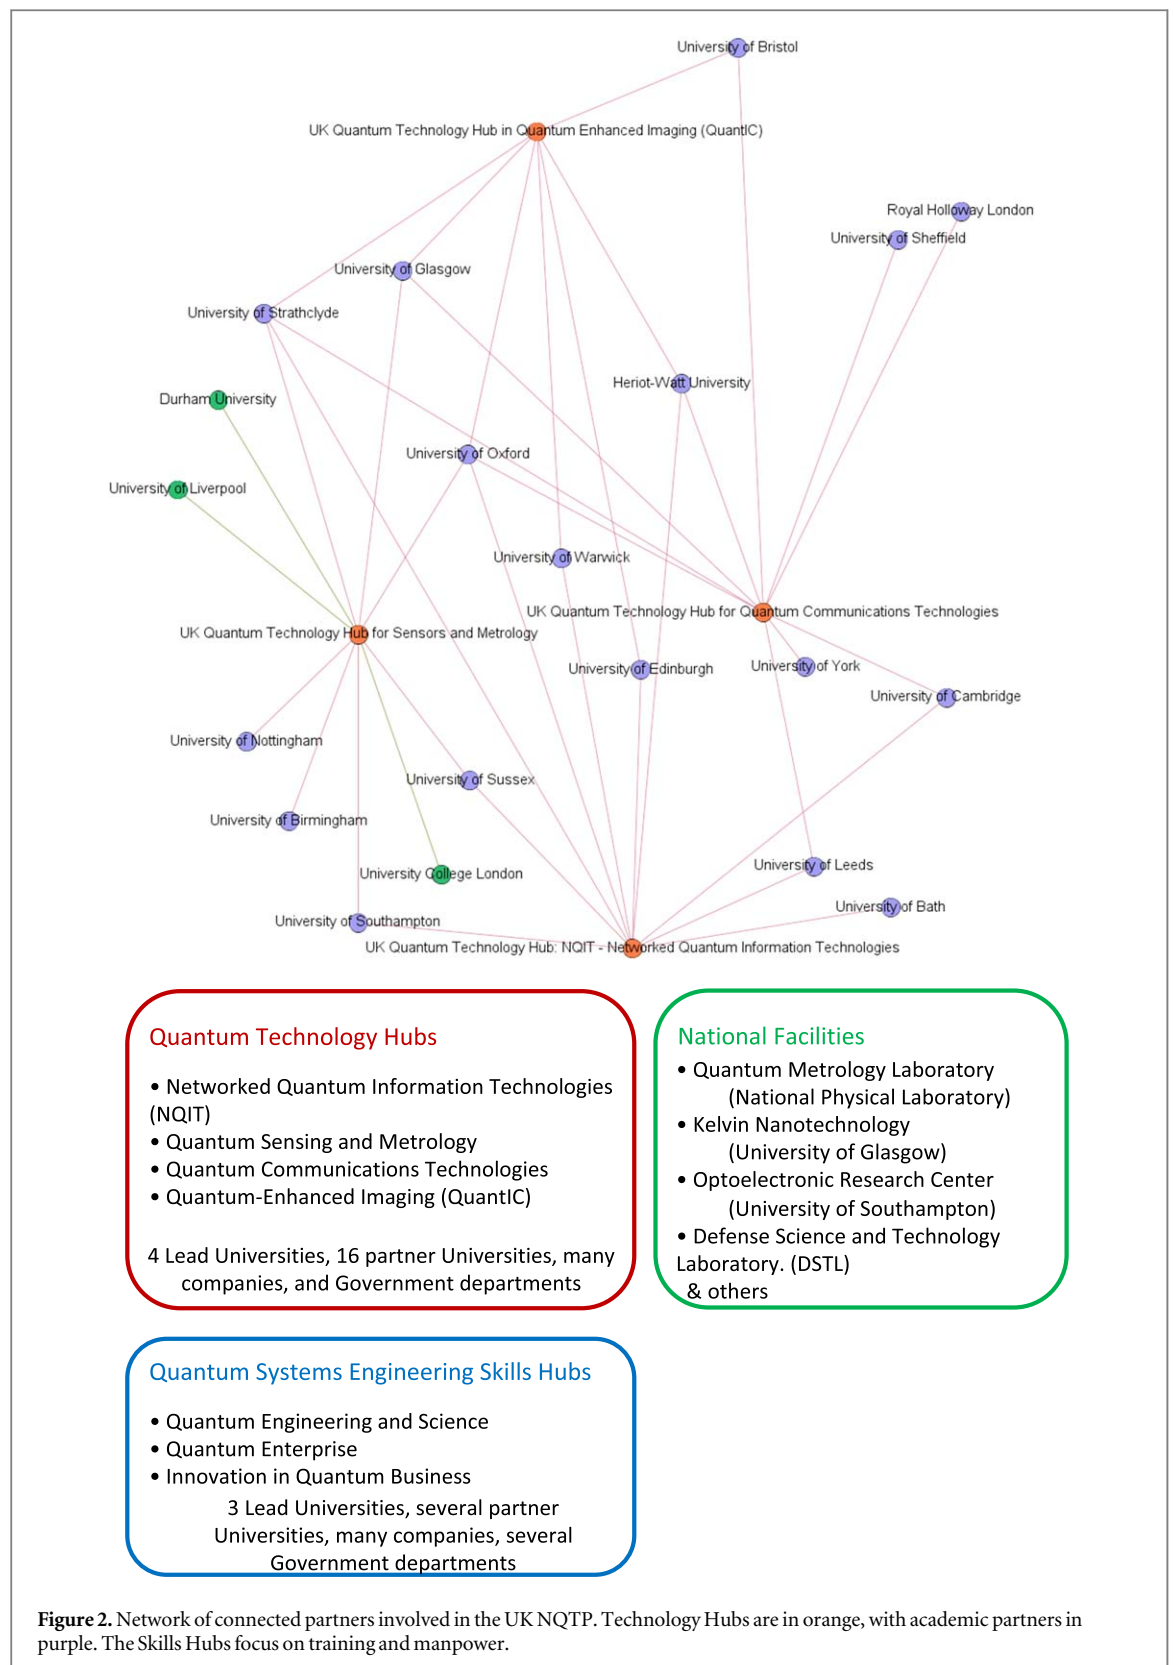 University of Bristol
UK Quantum Technology Hub in Quantum Enhanced Imaging (QuantIC)
Royal Holloway London
University of Sheffield
University of Glasgow
University of Strathclyde
Heriot-Watt University
Durham University
University of Oxford
University of Liverpool
University of Warwick
UK Quantum Technology Hub for Quantum Communications Technologies
UK Quantum Technology Hub for Sensors and Metrology
University of Edinburgh
University of York
University of Cambridge
University of Nottingham
University of Sussex
University of Birmingham
University of Leeds
University College London
University of Bath
University of Southampton
UK Quantum Technology Hub: NQIT - Networked Quantum Information Technologies
Quantum Technology Hubs
• Networked Quantum Information Technologies
(NQIT)
• Quantum Sensing and Metrology
• Quantum Communications Technologies
• Quantum-Enhanced Imaging (QuantIC)
4 Lead Universities, 16 partner Universities, many
companies, and Government departments
National Facilities
• Quantum Metrology Laboratory
(National Physical Laboratory)
• Kelvin Nanotechnology
(University of Glasgow)
• Optoelectronic Research Center
(University of Southampton)
• Defense Science and Technology
Laboratory. (DSTL)
& others
Quantum Systems Engineering Skills Hubs
• Quantum Engineering and Science
• Quantum Enterprise
• Innovation in Quantum Business
3 Lead Universities, several partner
Universities, many companies, several
Government departments
Figure 2. Network of connected partners involved in the UK NQTP. Technology Hubs are in orange, with academic partners in
purple. The Skills Hubs focus on training and manpower.